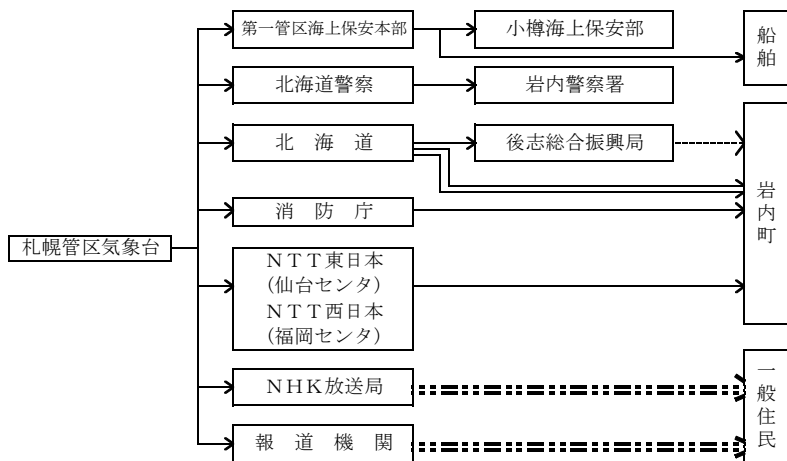 第一管区海上保安本部
小樽海上保安部
船舶
北海道警察
岩内警察署
北 海 道
後志総合振興局
岩内町
消 防 庁
札幌管区気象台
NTT東日本
(仙台センタ)
NTT西日本
(福岡センタ)
NHK放送局
一般住民
報 道 機 関